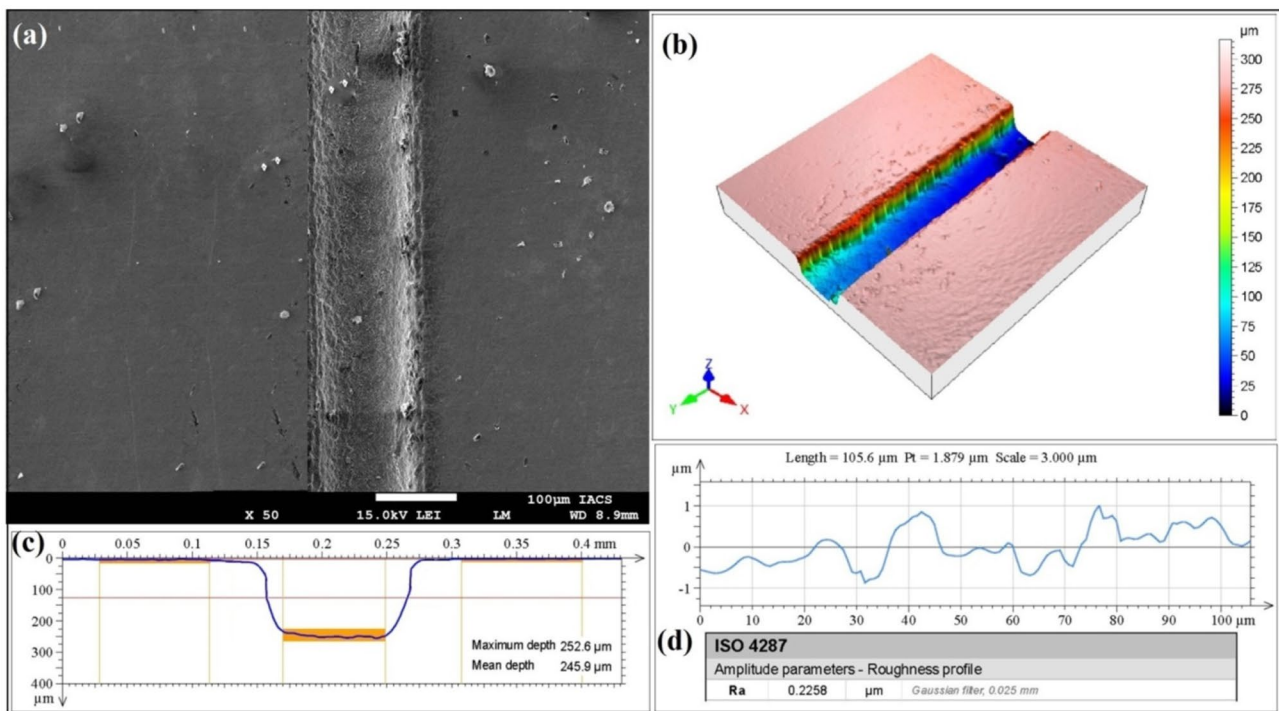 (a)
100µm IACS
X 50 15.0kV LEI LM WD 8.9mm
(b)
µm
300
275
250
225
200
175
150
125
100
75
50
25
0
Z
Y X
(c)
0 0.05 0.1 0.15 0.2 0.25 0.3 0.35 0.4 mm
0
100
200
300
400
µm
Maximum depth 252.6 µm
Mean depth 245.9 µm
Length = 105.6 µm Pt = 1.879 µm Scale = 3.000 µm
µm
1
0
-1
0 10 20 30 40 50 60 70 80 90 100 µm
(d)
ISO 4287
Amplitude parameters - Roughness profile
Ra 0.2258 µm Gaussian filter, 0.025 mm